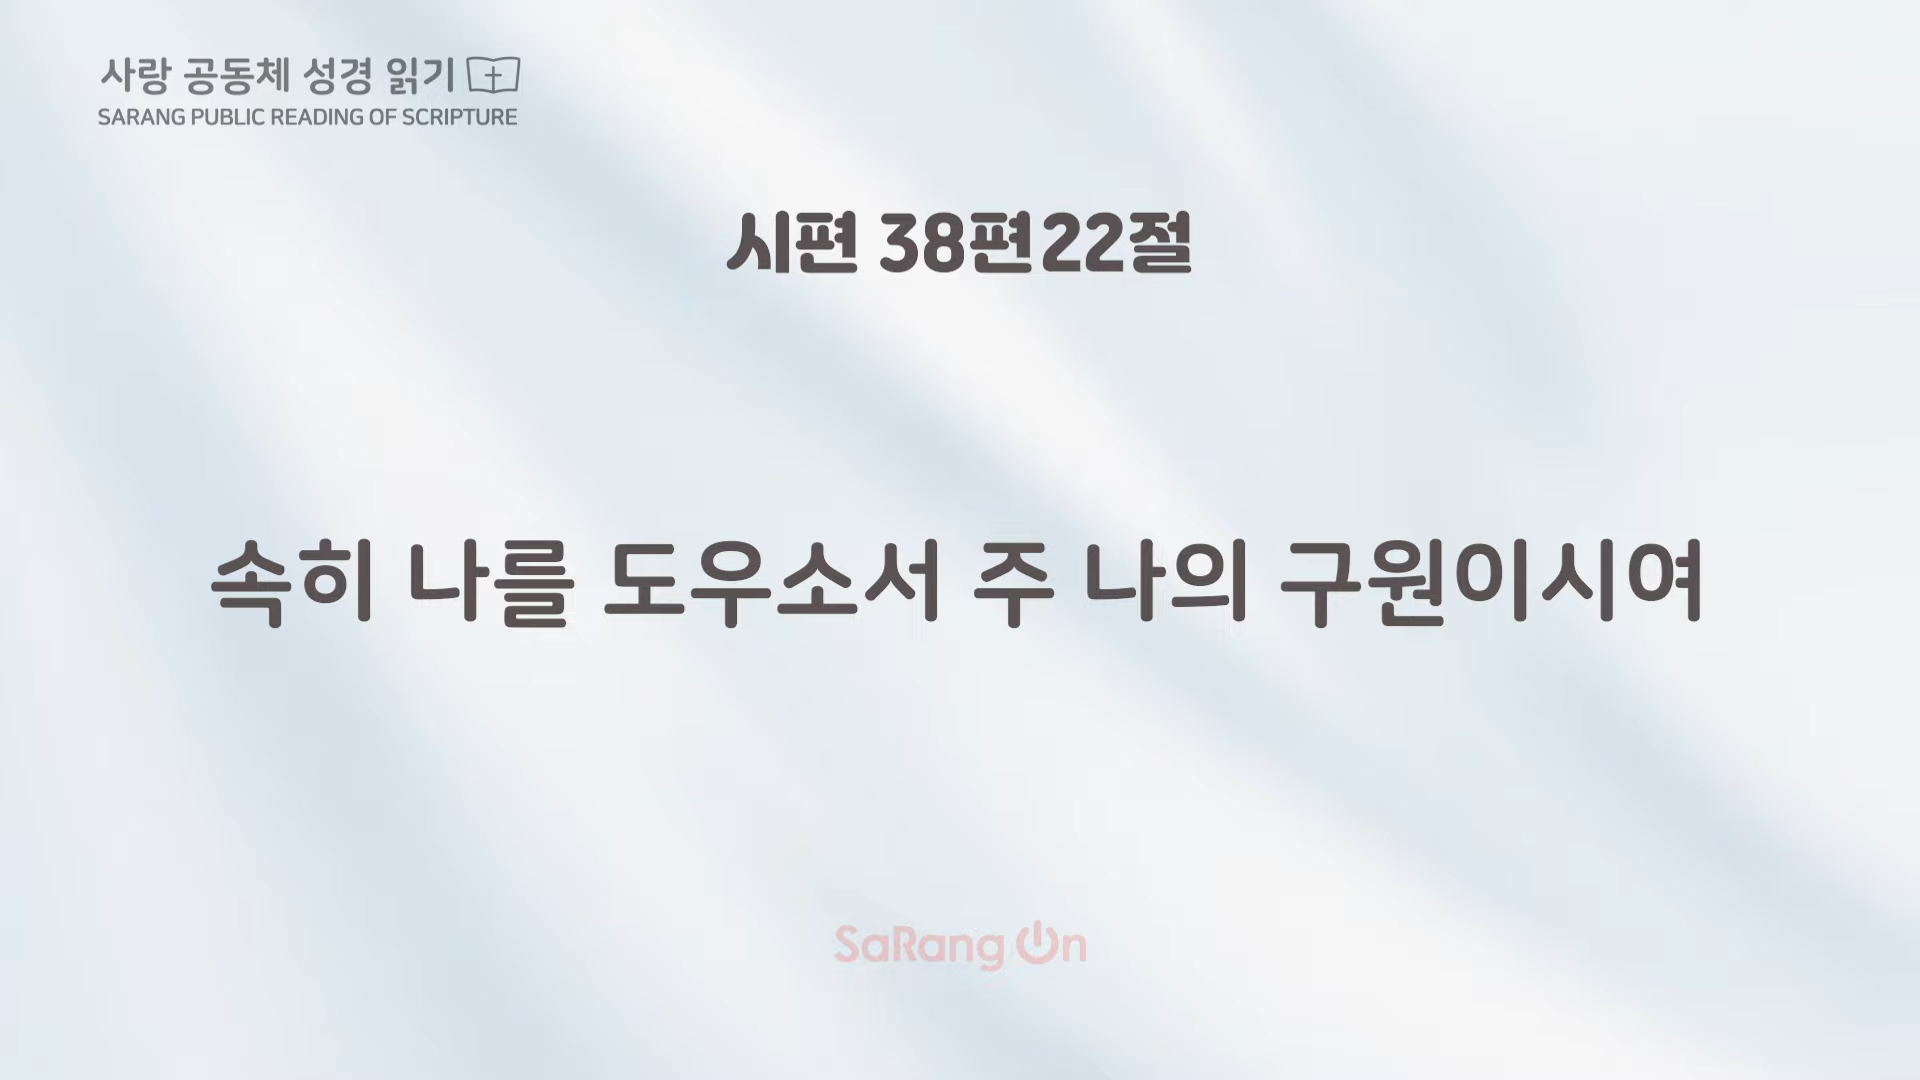 사랑 공동체 성경 읽기
SARANG PUBLIC READING OF SCRIPTURE
시편 38편22절
속히 나를 도우소서 주 나의 구원이시여
SaRang On